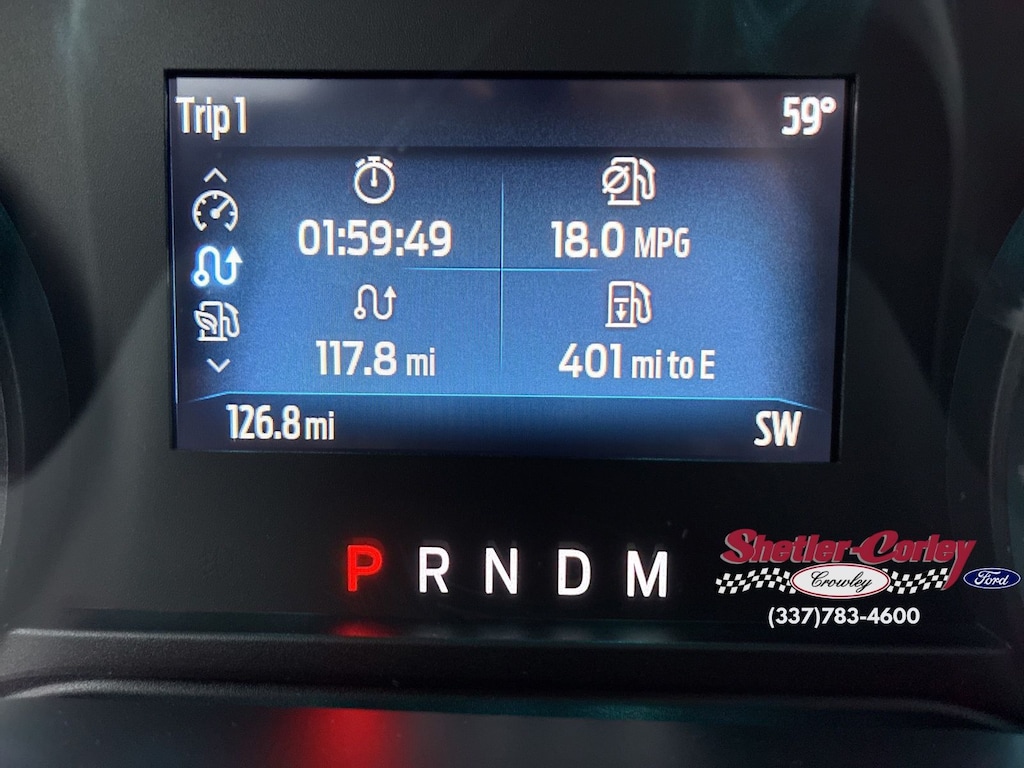 Trip 1 59°
01:59:49 18.0 MPG
117.8 mi 401 mi to E
126.8 mi SW
P R N D M
Shetler-Corley
Crowley Ford
(337)783-4600